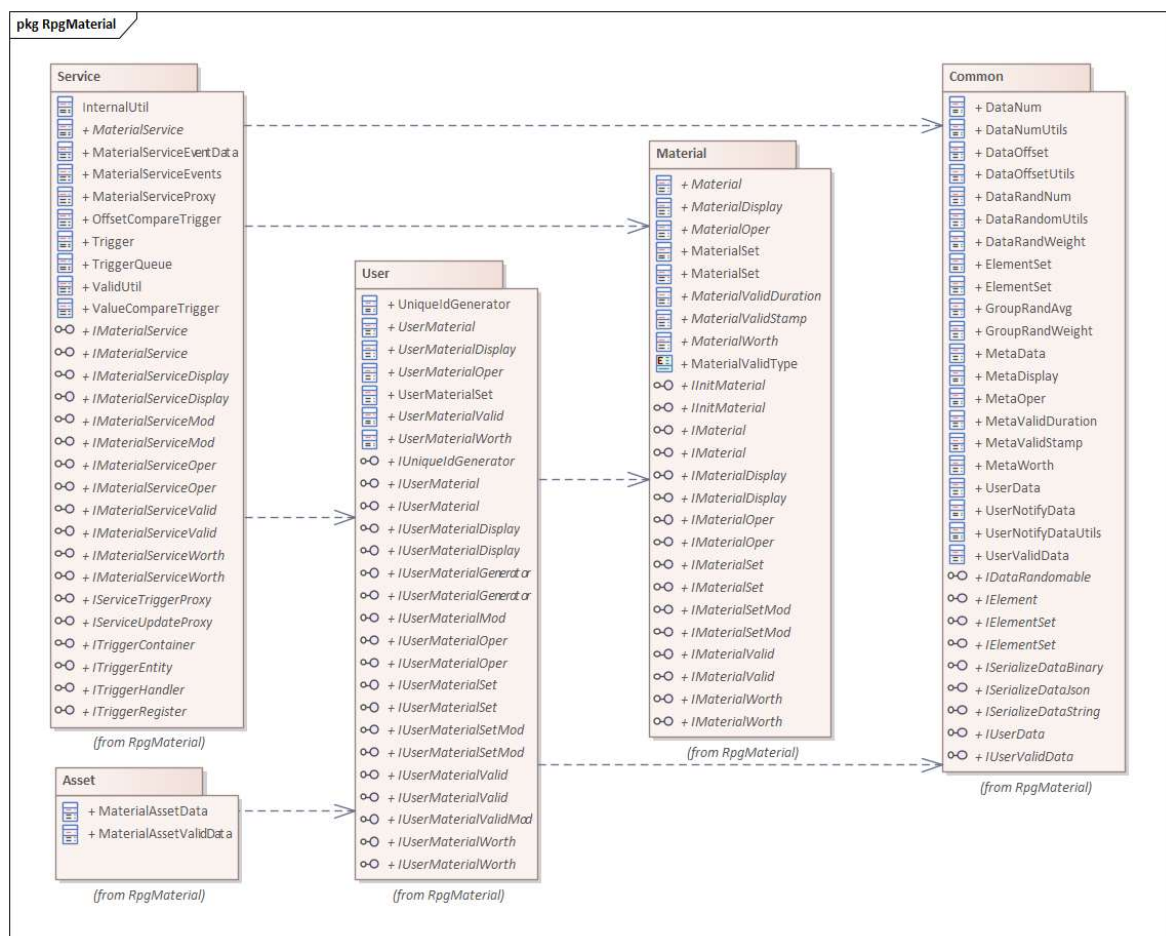 pkg RpgMaterial
Service
InternalUtil
+ MaterialService
+ MaterialServiceEventData
+ MaterialServiceEvents
+ MaterialServiceProxy
+ OffsetCompareTrigger
+ Trigger
+ TriggerQueue
+ ValidUtil
+ ValueCompareTrigger
+ IMaterialService
+ IMaterialService
+ IMaterialServiceDisplay
+ IMaterialServiceDisplay
+ IMaterialServiceMod
+ IMaterialServiceMod
+ IMaterialServiceOper
+ IMaterialServiceOper
+ IMaterialServiceValid
+ IMaterialServiceValid
+ IMaterialServiceWorth
+ IMaterialServiceWorth
+ IServiceTriggerProxy
+ IServiceUpdateProxy
+ ITriggerContainer
+ ITriggerEntity
+ ITriggerHandler
+ ITriggerRegister
(from RpgMaterial)
Asset
+ MaterialAssetData
+ MaterialAssetValidData
(from RpgMaterial)
User
+ UniqueIdGenerator
+ UserMaterial
+ UserMaterialDisplay
+ UserMaterialOper
+ UserMaterialSet
+ UserMaterialValid
+ UserMaterialWorth
+ IUniqueIdGenerator
+ IUserMaterial
+ IUserMaterial
+ IUserMaterialDisplay
+ IUserMaterialDisplay
+ IUserMaterialGenerator
+ IUserMaterialGenerator
+ IUserMaterialMod
+ IUserMaterialOper
+ IUserMaterialOper
+ IUserMaterialSet
+ IUserMaterialSet
+ IUserMaterialSetMod
+ IUserMaterialSetMod
+ IUserMaterialValid
+ IUserMaterialValid
+ IUserMaterialValidMod
+ IUserMaterialWorth
+ IUserMaterialWorth
(from RpgMaterial)
Material
+ Material
+ MaterialDisplay
+ MaterialOper
+ MaterialSet
+ MaterialSet
+ MaterialValidDuration
+ MaterialValidStamp
+ MaterialWorth
+ MaterialValidType
+ IInitMaterial
+ IInitMaterial
+ IMaterial
+ IMaterial
+ IMaterialDisplay
+ IMaterialDisplay
+ IMaterialOper
+ IMaterialOper
+ IMaterialSet
+ IMaterialSet
+ IMaterialSetMod
+ IMaterialSetMod
+ IMaterialValid
+ IMaterialValid
+ IMaterialWorth
+ IMaterialWorth
(from RpgMaterial)
Common
+ DataNum
+ DataNumUtils
+ DataOffset
+ DataOffsetUtils
+ DataRandNum
+ DataRandomUtils
+ DataRandWeight
+ ElementSet
+ ElementSet
+ GroupRandAvg
+ GroupRandWeight
+ MetaData
+ MetaDisplay
+ MetaOper
+ MetaValidDuration
+ MetaValidStamp
+ MetaWorth
+ UserData
+ UserNotifyData
+ UserNotifyDataUtils
+ UserValidData
+ IDataRandomable
+ IElement
+ IElementSet
+ IElementSet
+ ISerializeDataBinary
+ ISerializeDataJson
+ ISerializeDataString
+ IUserData
+ IUserValidData
(from RpgMaterial)